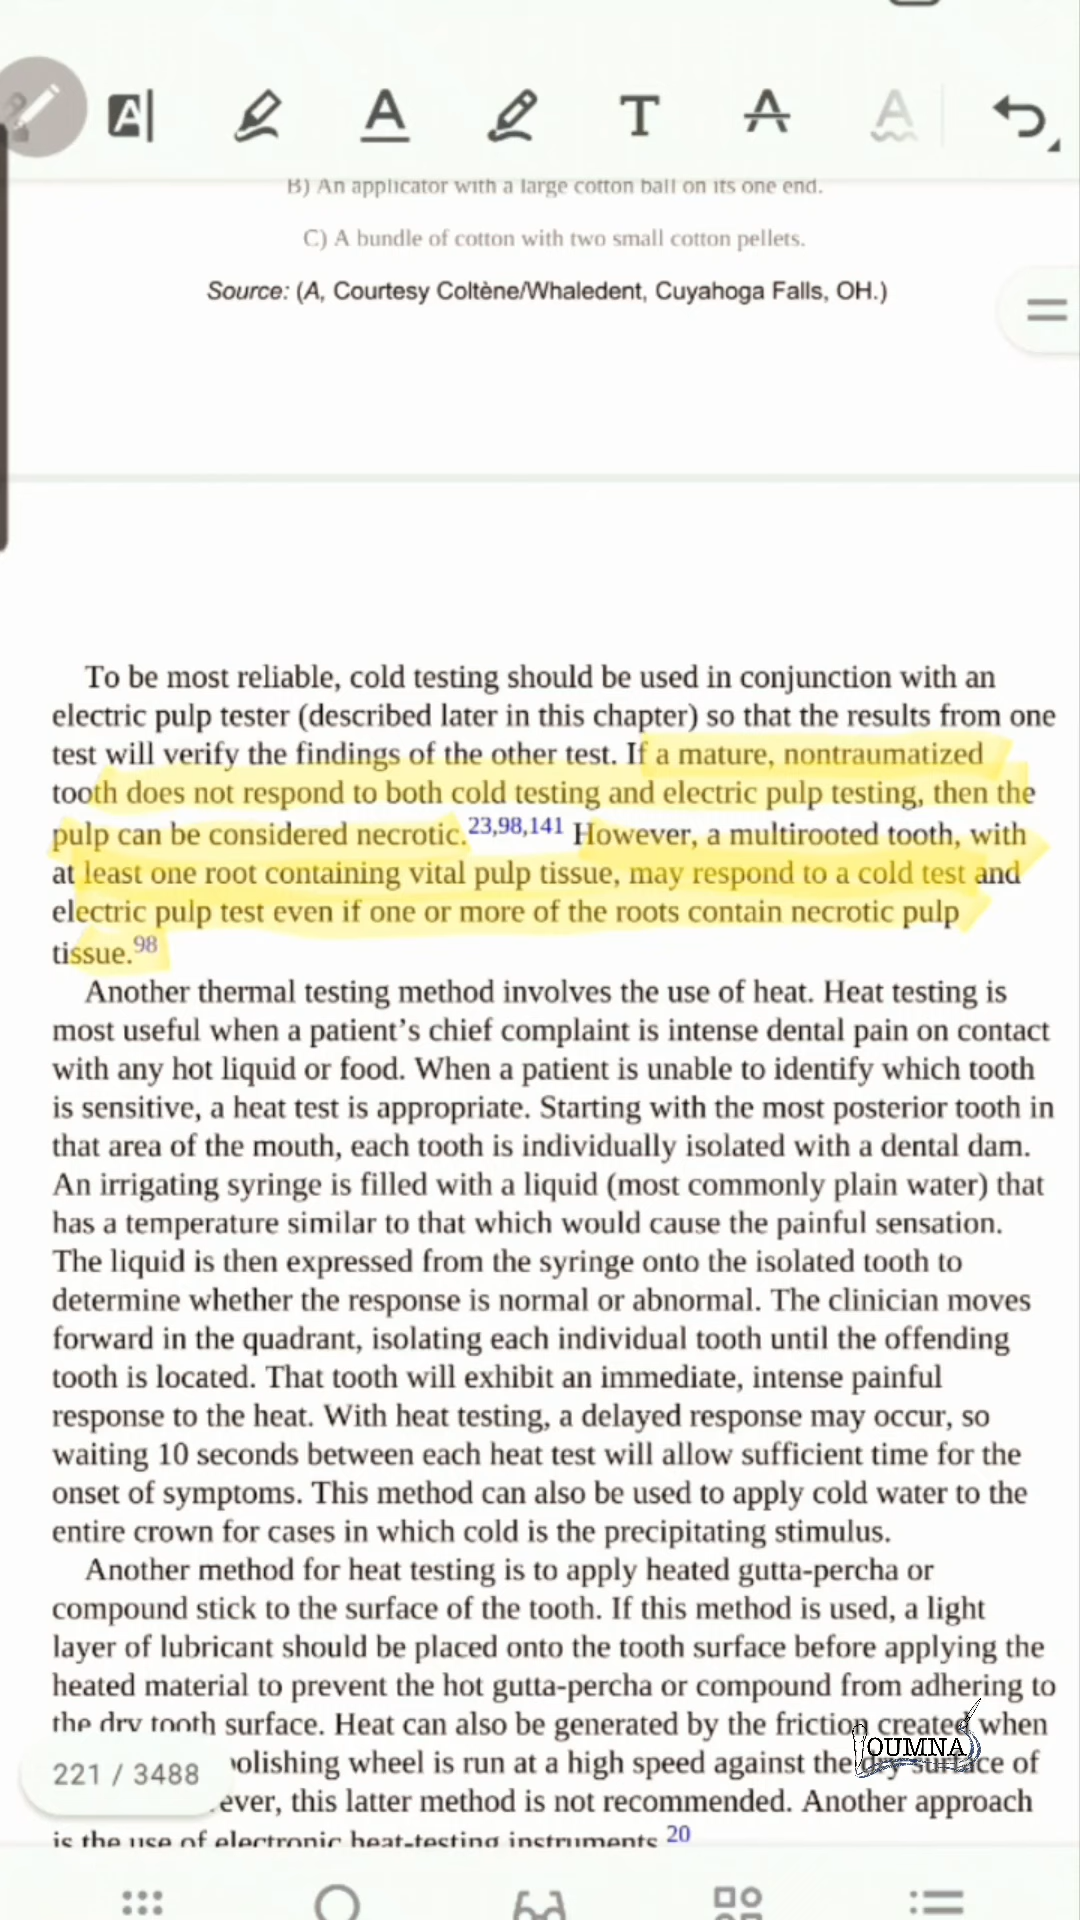 B) An applicator with a large cotton ball on its one end.
C) A bundle of cotton with two small cotton pellets.
Source: (A, Courtesy Coltène/Whaledent, Cuyahoga Falls, OH.)
To be most reliable, cold testing should be used in conjunction with an
electric pulp tester (described later in this chapter) so that the results from one
test will verify the findings of the other test. If a mature, nontraumatized
tooth does not respond to both cold testing and electric pulp testing, then the
pulp can be considered necrotic.23,98,141 However, a multirooted tooth, with
at least one root containing vital pulp tissue, may respond to a cold test and
electric pulp test even if one or more of the roots contain necrotic pulp
tissue.98
Another thermal testing method involves the use of heat. Heat testing is
most useful when a patient’s chief complaint is intense dental pain on contact
with any hot liquid or food. When a patient is unable to identify which tooth
is sensitive, a heat test is appropriate. Starting with the most posterior tooth in
that area of the mouth, each tooth is individually isolated with a dental dam.
An irrigating syringe is filled with a liquid (most commonly plain water) that
has a temperature similar to that which would cause the painful sensation.
The liquid is then expressed from the syringe onto the isolated tooth to
determine whether the response is normal or abnormal. The clinician moves
forward in the quadrant, isolating each individual tooth until the offending
tooth is located. That tooth will exhibit an immediate, intense painful
response to the heat. With heat testing, a delayed response may occur, so
waiting 10 seconds between each heat test will allow sufficient time for the
onset of symptoms. This method can also be used to apply cold water to the
entire crown for cases in which cold is the precipitating stimulus.
Another method for heat testing is to apply heated gutta-percha or
compound stick to the surface of the tooth. If this method is used, a light
layer of lubricant should be placed onto the tooth surface before applying the
heated material to prevent the hot gutta-percha or compound from adhering to
the dry tooth surface. Heat can also be generated by the friction created when
polishing wheel is run at a high speed against the dry surface of
OUMNA
221 / 3488
ever, this latter method is not recommended. Another approach
is the use of electronic heat-testing instruments.20